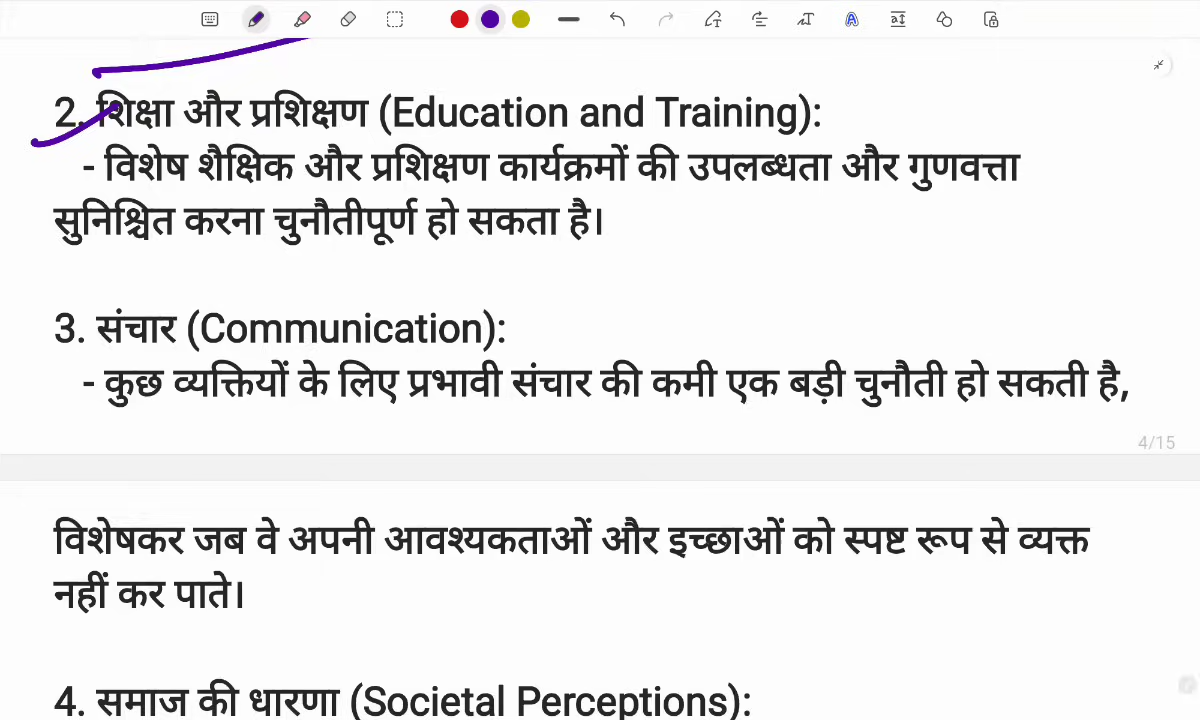 2. शिक्षा और प्रशिक्षण (Education and Training):
- विशेष शैक्षिक और प्रशिक्षण कार्यक्रमों की उपलब्धता और गुणवत्ता
सुनिश्चित करना चुनौतीपूर्ण हो सकता है।
3. संचार (Communication):
- कुछ व्यक्तियों के लिए प्रभावी संचार की कमी एक बड़ी चुनौती हो सकती है,
4/15
विशेषकर जब वे अपनी आवश्यकताओं और इच्छाओं को स्पष्ट रूप से व्यक्त
नहीं कर पाते।
4. समाज की धारणा (Societal Perceptions):